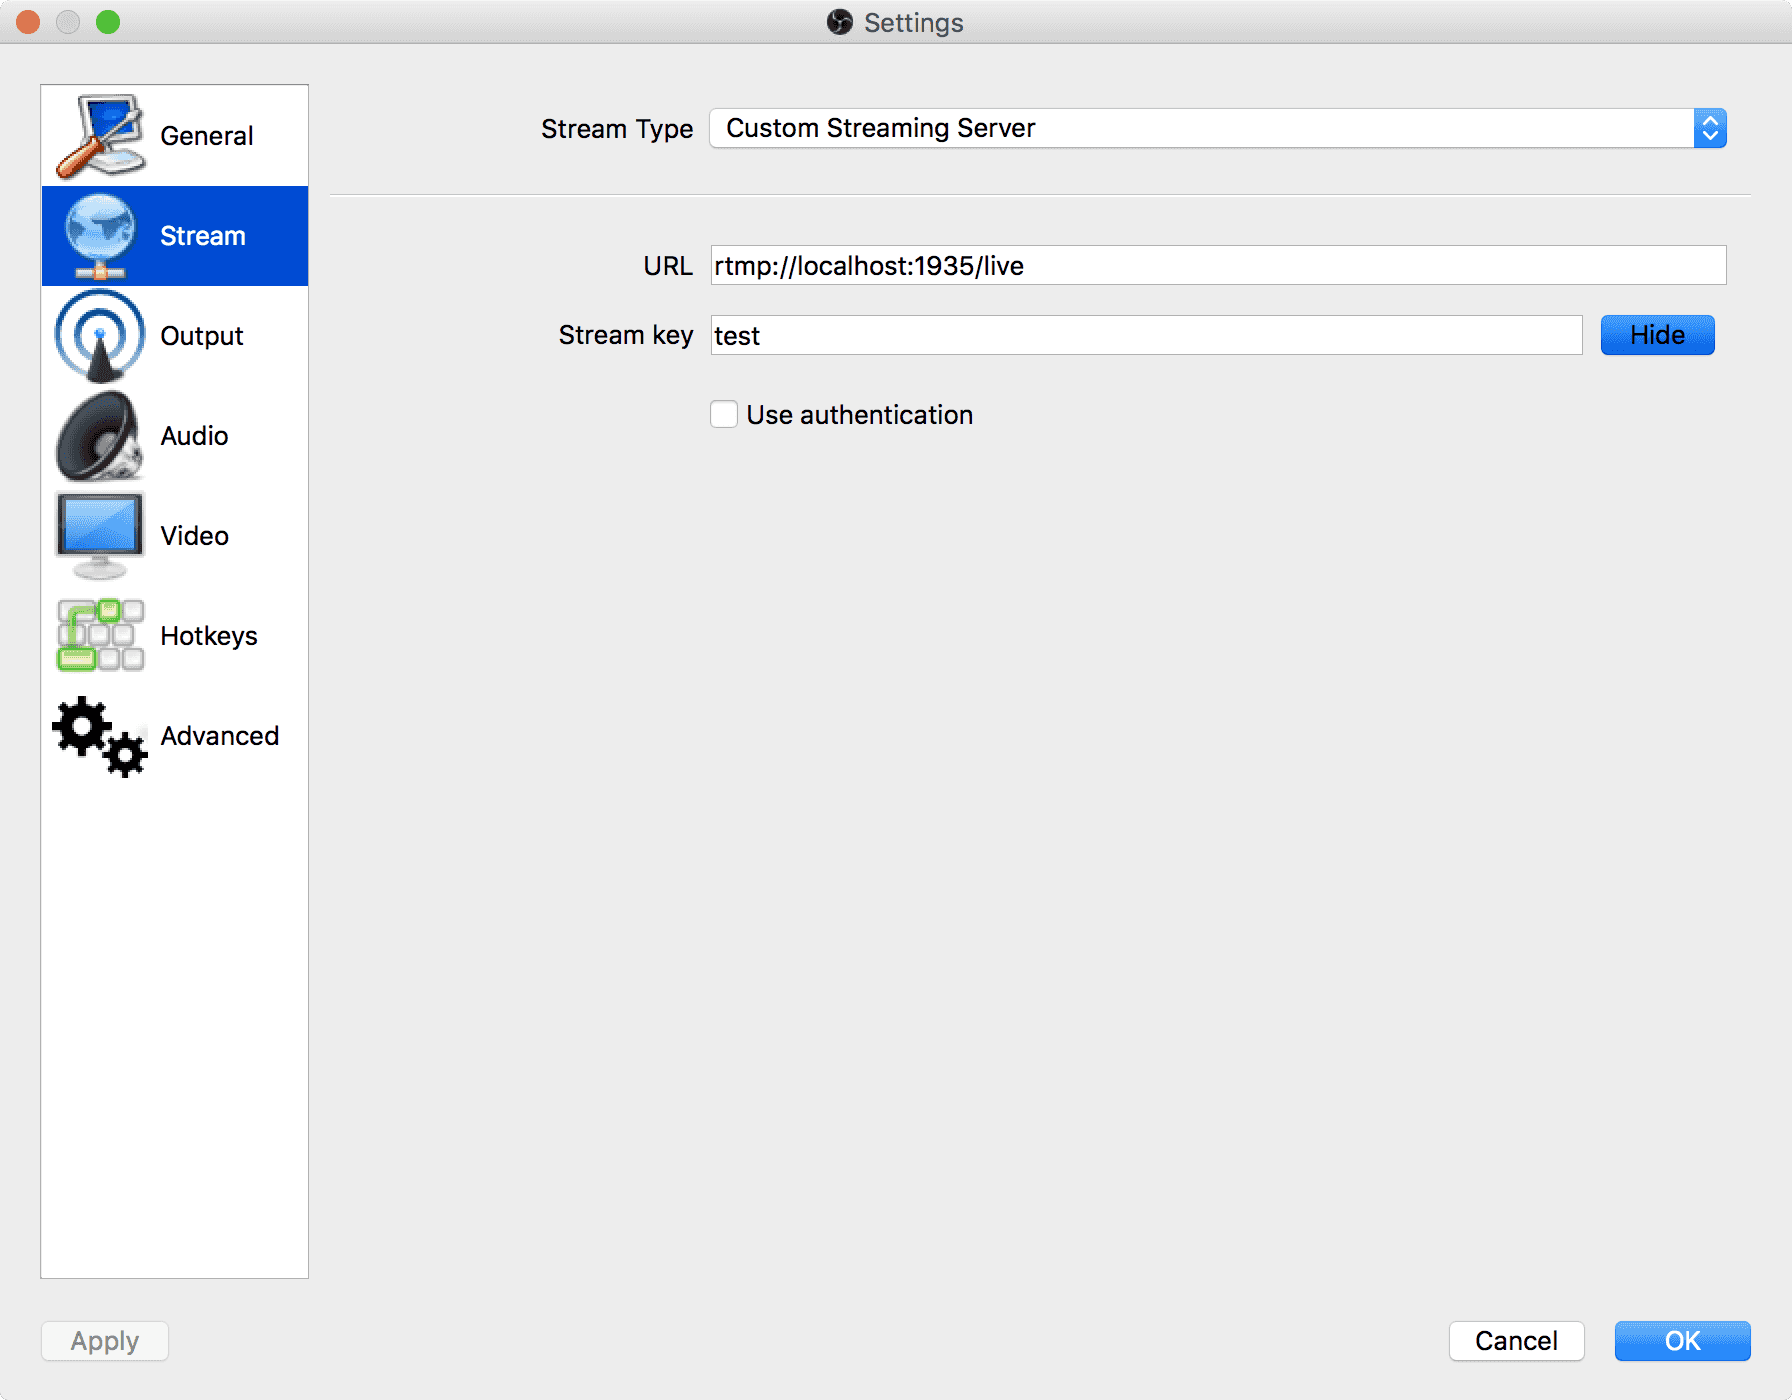 Settings
General
Stream
Output
Audio
Video
Hotkeys
Advanced
Stream Type Custom Streaming Server
URL rtmp://localhost:1935/live
Stream key test Hide
Use authentication
Apply Cancel OK